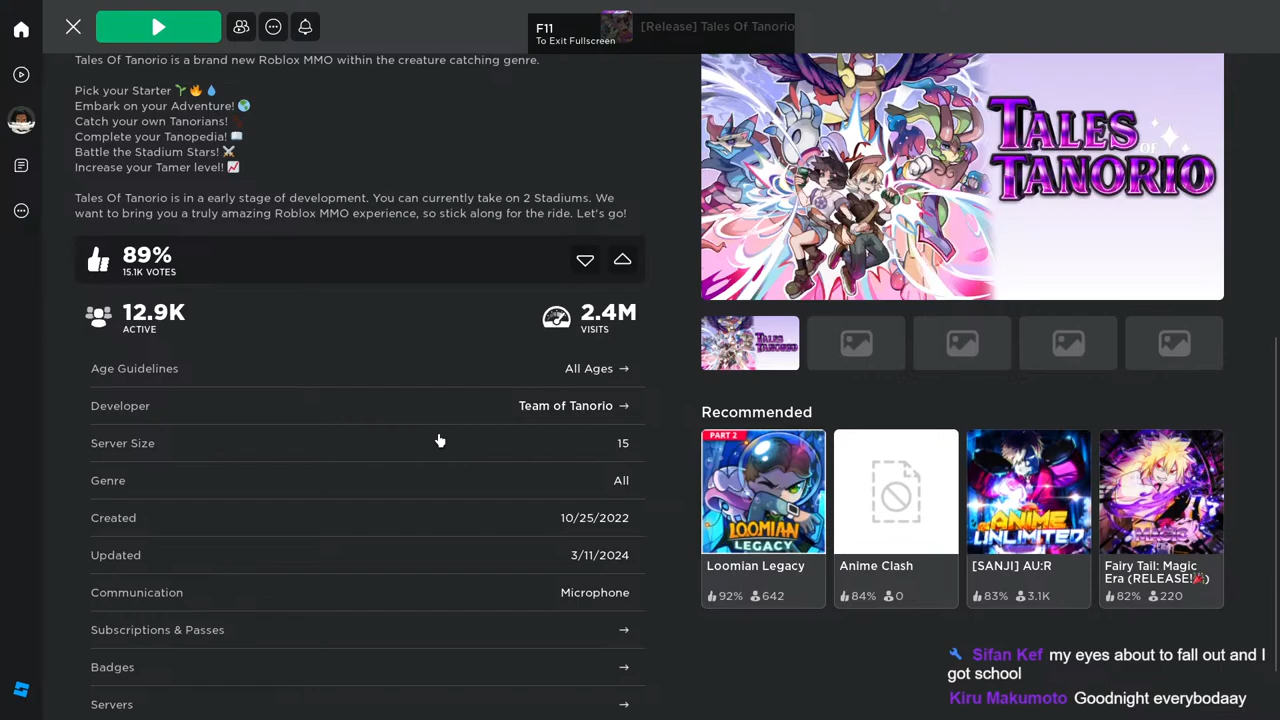 F11
To Exit Fullscreen
[Release] Tales Of Tanorio
Tales Of Tanorio is a brand new Roblox MMO within the creature catching genre.
Pick your Starter 🌱🔥💧
Embark on your Adventure! 🌍
Catch your own Tanorians!
Complete your Tanopedia! 📖
Battle the Stadium Stars! ⚔️
Increase your Tamer level! 📈
Tales Of Tanorio is in a early stage of development. You can currently take on 2 Stadiums. We
want to bring you a truly amazing Roblox MMO experience, so stick along for the ride. Let's go!
89%
15.1K VOTES
12.9K
ACTIVE
2.4M
VISITS
Age Guidelines All Ages →
Developer Team of Tanorio →
Server Size 15
Genre All
Created 10/25/2022
Updated 3/11/2024
Communication Microphone
Subscriptions & Passes →
Badges →
Servers →
TALES
OF
TANORIO
TALES
TANORIO
Recommended
PART 2
LOOMIAN
LEGACY
Loomian Legacy
92% 642
Anime Clash
84% 0
ANIME
UNLIMITED
[SANJI] AU:R
83% 3.1K
MAGIC
Fairy Tail: Magic
Era (RELEASE!🎉)
82% 220
Sifan Kef my eyes about to fall out and I
got school
Kiru Makumoto Goodnight everybodaay